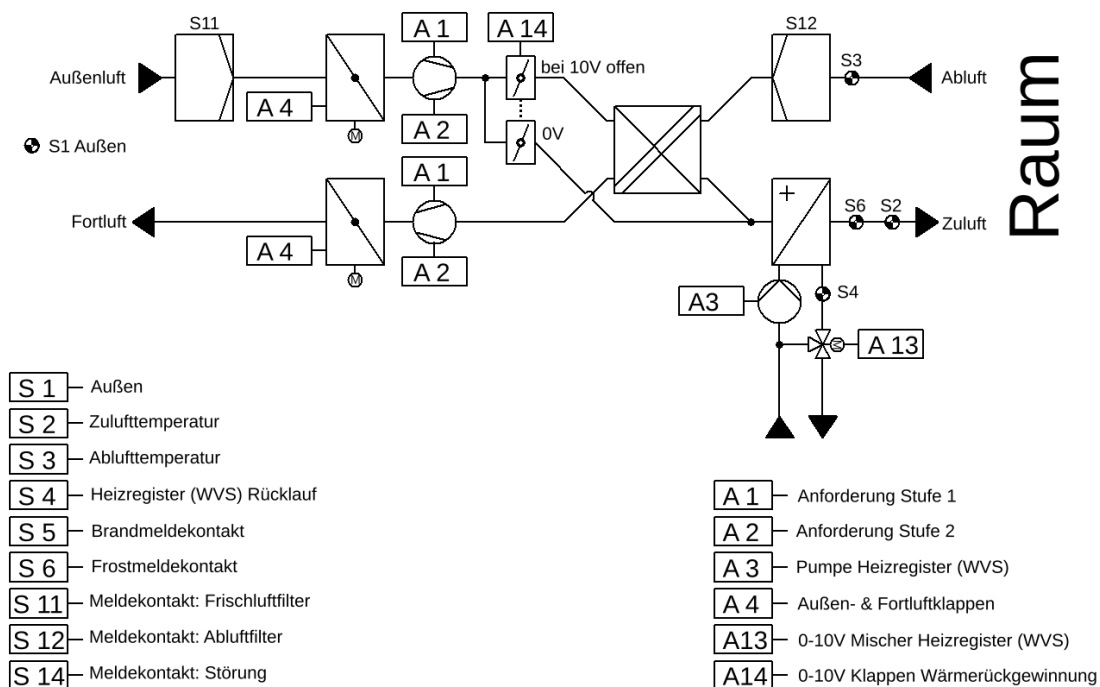 S11
A 1
A 14
S12
Außenluft
bei 10V offen
S3
Abluft
A 4
A 2
0V
M
S1 Außen
A 1
Raum
Fortluft
+
S6
S2
Zuluft
A 4
A 2
M
A3
S4
M
A 13
S 1 Außen
S 2 Zulufttemperatur
S 3 Ablufttemperatur
S 4 Heizregister (WVS) Rücklauf
S 5 Brandmeldekontakt
S 6 Frostmeldekontakt
S 11 Meldekontakt: Frischluftfilter
S 12 Meldekontakt: Abluftfilter
S 14 Meldekontakt: Störung
A 1 Anforderung Stufe 1
A 2 Anforderung Stufe 2
A 3 Pumpe Heizregister (WVS)
A 4 Außen- & Fortluftklappen
A13 0-10V Mischer Heizregister (WVS)
A14 0-10V Klappen Wärmerückgewinnung